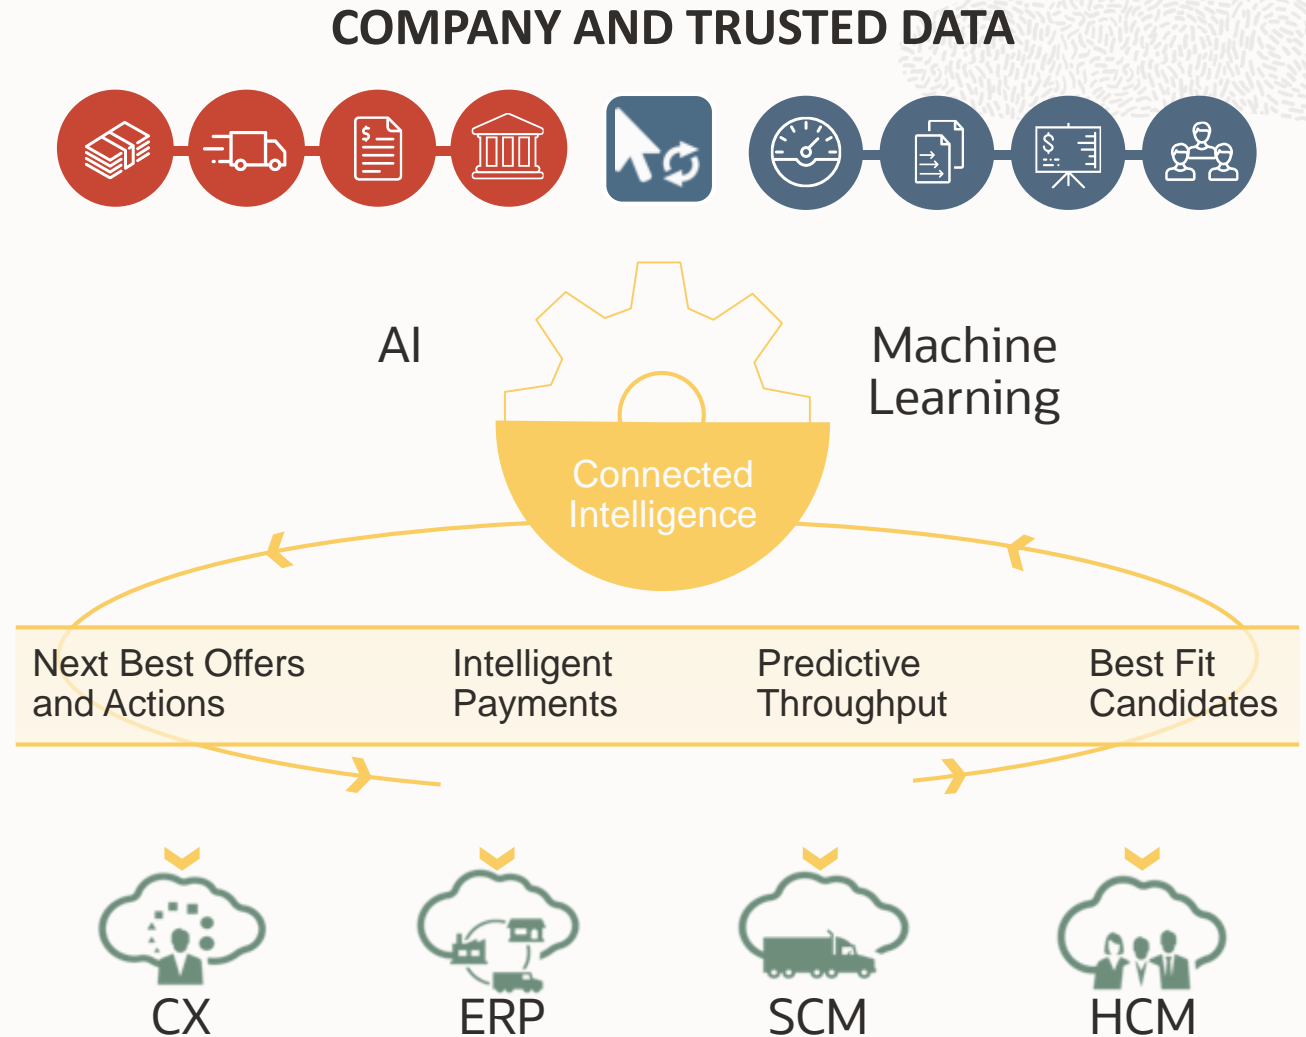 COMPANY AND TRUSTED DATA
$
$
AI
Machine
Learning
Connected
Intelligence
Next Best Offers
and Actions
Intelligent
Payments
Predictive
Throughput
Best Fit
Candidates
CX
ERP
SCM
HCM